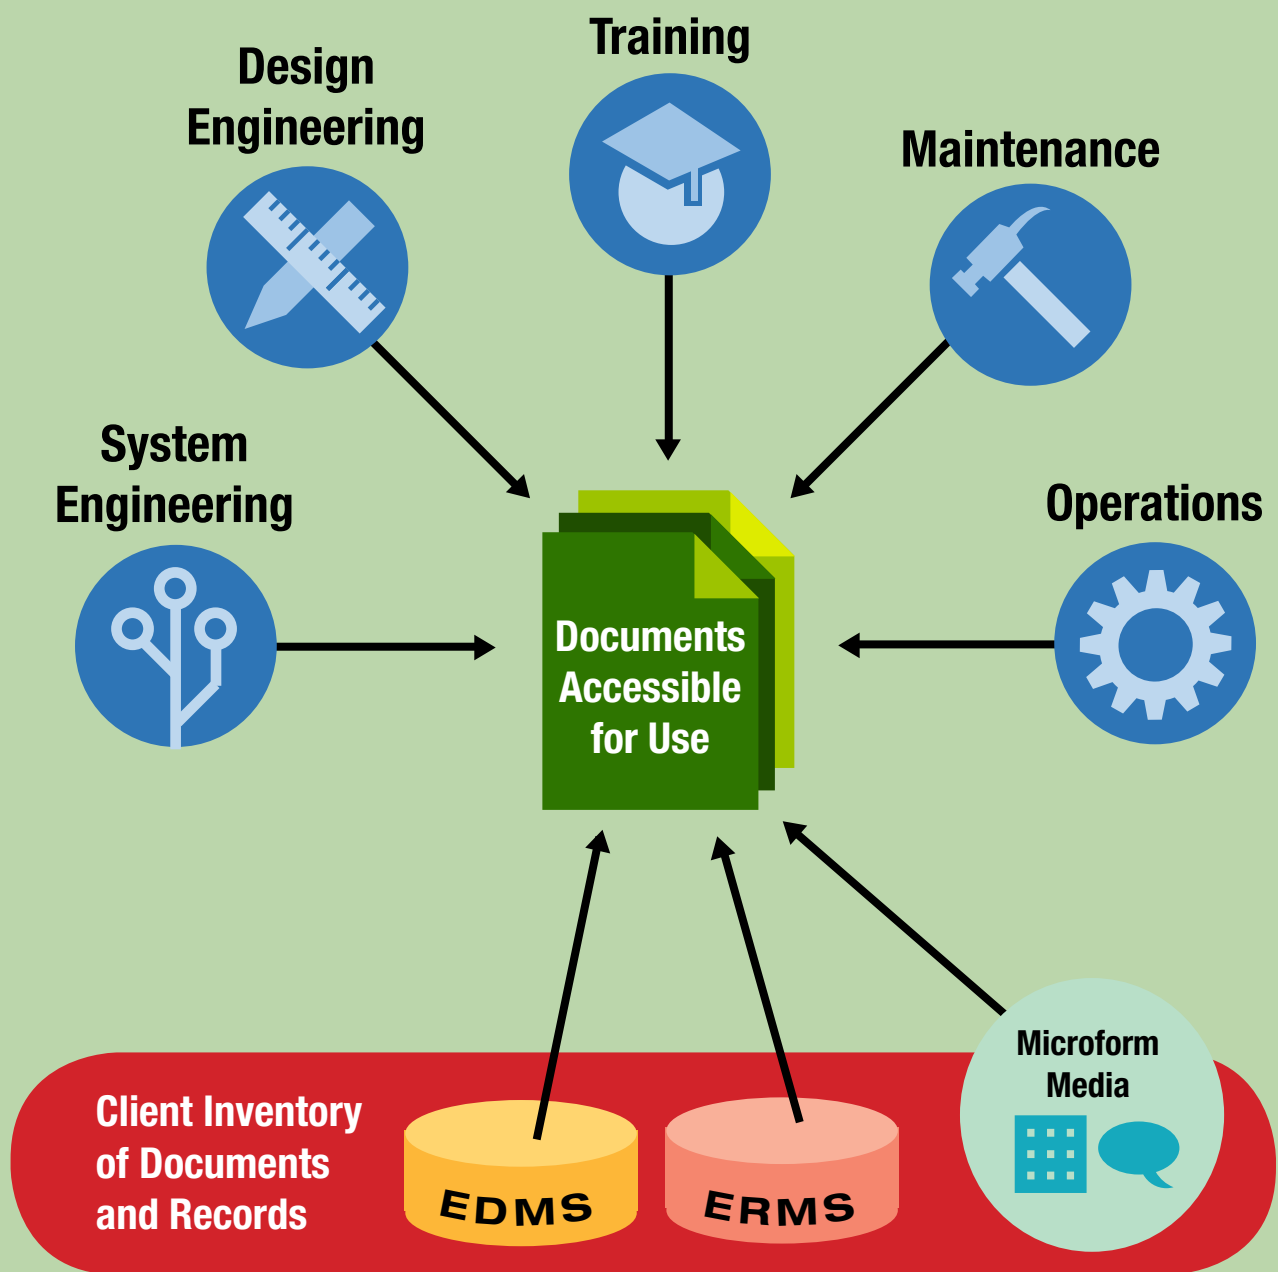 Training
Design
Engineering
Maintenance
System
Engineering
Operations
Documents
Accessible
for Use
Microform
Media
Client Inventory
of Documents
and Records
EDMS
ERMS